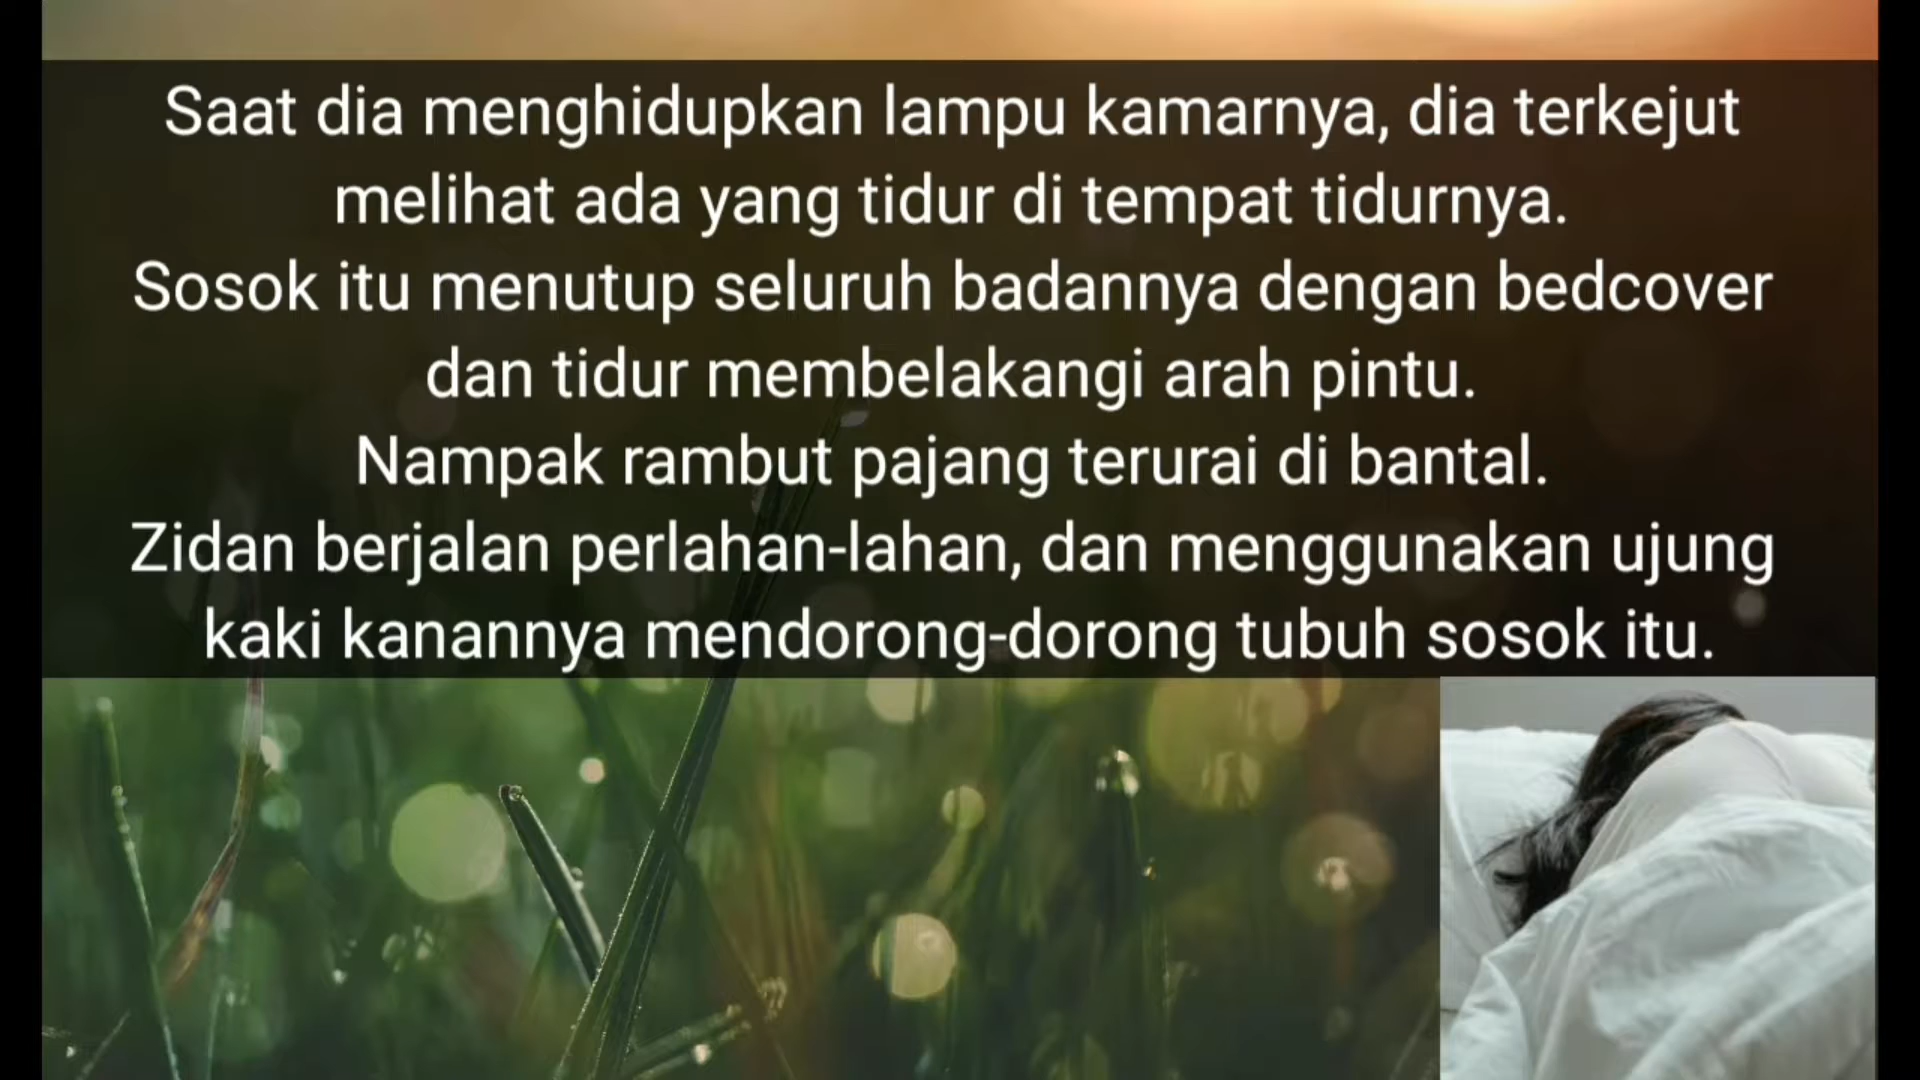 Saat dia menghidupkan lampu kamarnya, dia terkejut
melihat ada yang tidur di tempat tidurnya.
Sosok itu menutup seluruh badannya dengan bedcover
dan tidur membelakangi arah pintu.
Nampak rambut pajang terurai di bantal.
Zidan berjalan perlahan-lahan, dan menggunakan ujung
kaki kanannya mendorong-dorong tubuh sosok itu.